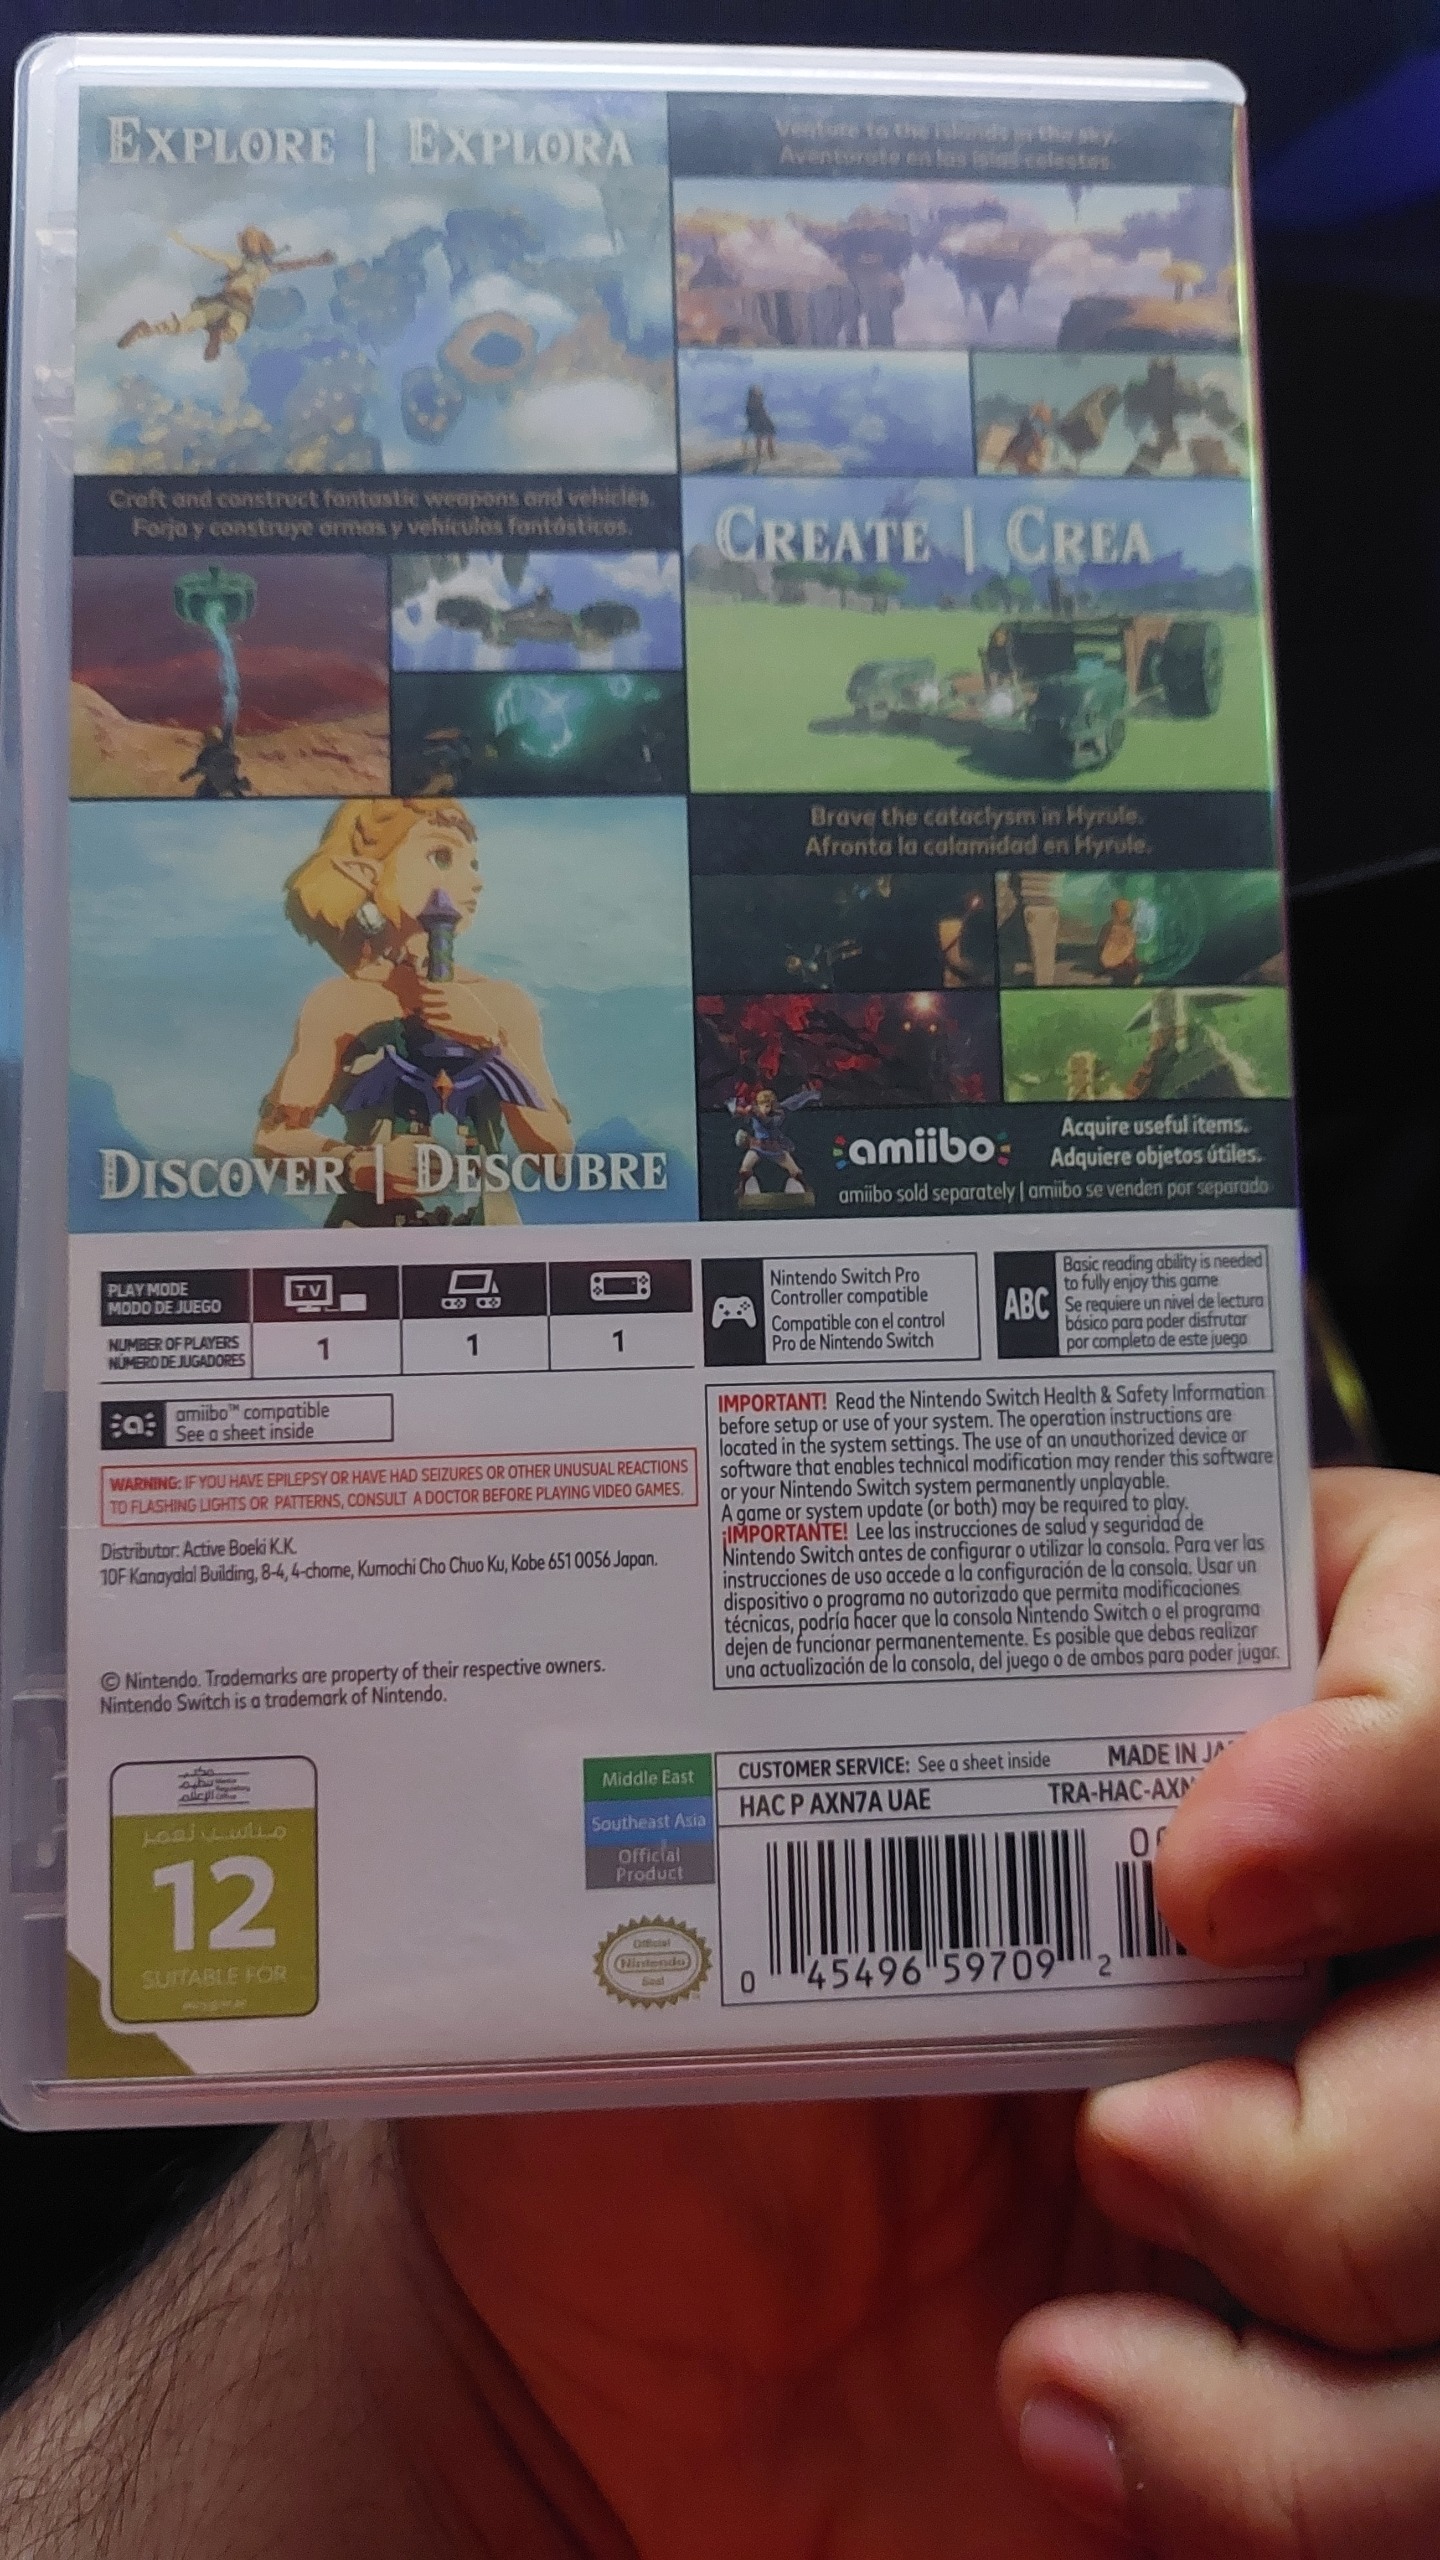 EXPLORE | EXPLORA
Venture to the islands in the sky.
Aventúrate en las islas celestes.
Craft and construct fantastic weapons and vehicles.
Forja y construye armas y vehículos fantásticos.
CREATE | CREA
Brave the cataclysm in Hyrule.
Afronta la calamidad en Hyrule.
DISCOVER | DESCUBRE
amiibo
Acquire useful items.
Adquiere objetos útiles.
amiibo sold separately | amiibo se venden por separado
PLAY MODE
MODO DE JUEGO
TV
NUMBER OF PLAYERS
NÚMERO DE JUGADORES
1 1 1
Nintendo Switch Pro
Controller compatible
Compatible con el control
Pro de Nintendo Switch
ABC
Basic reading ability is needed
to fully enjoy this game
Se requiere un nivel de lectura
básico para poder disfrutar
por completo de este juego
amiibo™ compatible
See a sheet inside
WARNING: IF YOU HAVE EPILEPSY OR HAVE HAD SEIZURES OR OTHER UNUSUAL REACTIONS
TO FLASHING LIGHTS OR PATTERNS, CONSULT A DOCTOR BEFORE PLAYING VIDEO GAMES.
Distributor: Active Boeki K.K.
10F Kanayalal Building, 8-4, 4-chome, Kumochi Cho Chuo Ku, Kobe 651 0056 Japan.
© Nintendo. Trademarks are property of their respective owners.
Nintendo Switch is a trademark of Nintendo.
IMPORTANT! Read the Nintendo Switch Health & Safety Information
before setup or use of your system. The operation instructions are
located in the system settings. The use of an unauthorized device or
software that enables technical modification may render this software
or your Nintendo Switch system permanently unplayable.
A game or system update (or both) may be required to play.
¡IMPORTANTE! Lee las instrucciones de salud y seguridad de
Nintendo Switch antes de configurar o utilizar la consola. Para ver las
instrucciones de uso accede a la configuración de la consola. Usar un
dispositivo o programa no autorizado que permita modificaciones
técnicas, podría hacer que la consola Nintendo Switch o el programa
dejen de funcionar permanentemente. Es posible que debas realizar
una actualización de la consola, del juego o de ambos para poder jugar.
مناسب لعمر
12
SUITABLE FOR
Middle East
Southeast Asia
Official
Product
Official
Nintendo
Seal
CUSTOMER SERVICE: See a sheet inside
MADE IN JA
HAC P AXN7A UAE
TRA-HAC-AXN
0 45496 59709 2